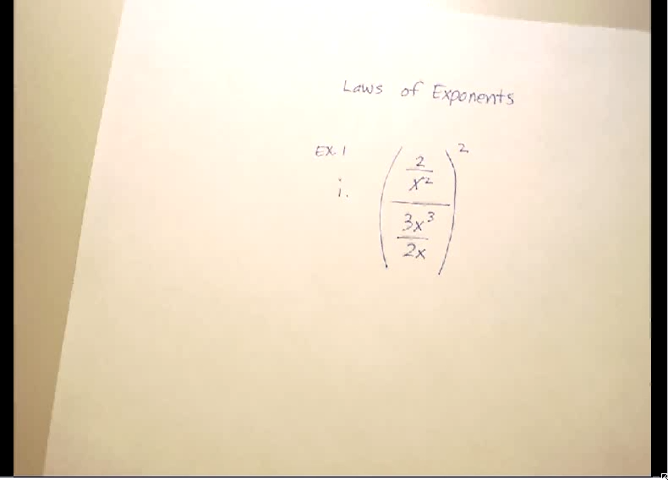 Laws of Exponents
EX. 1
i. ( (2 / x²) / (3x³ / 2x) )²